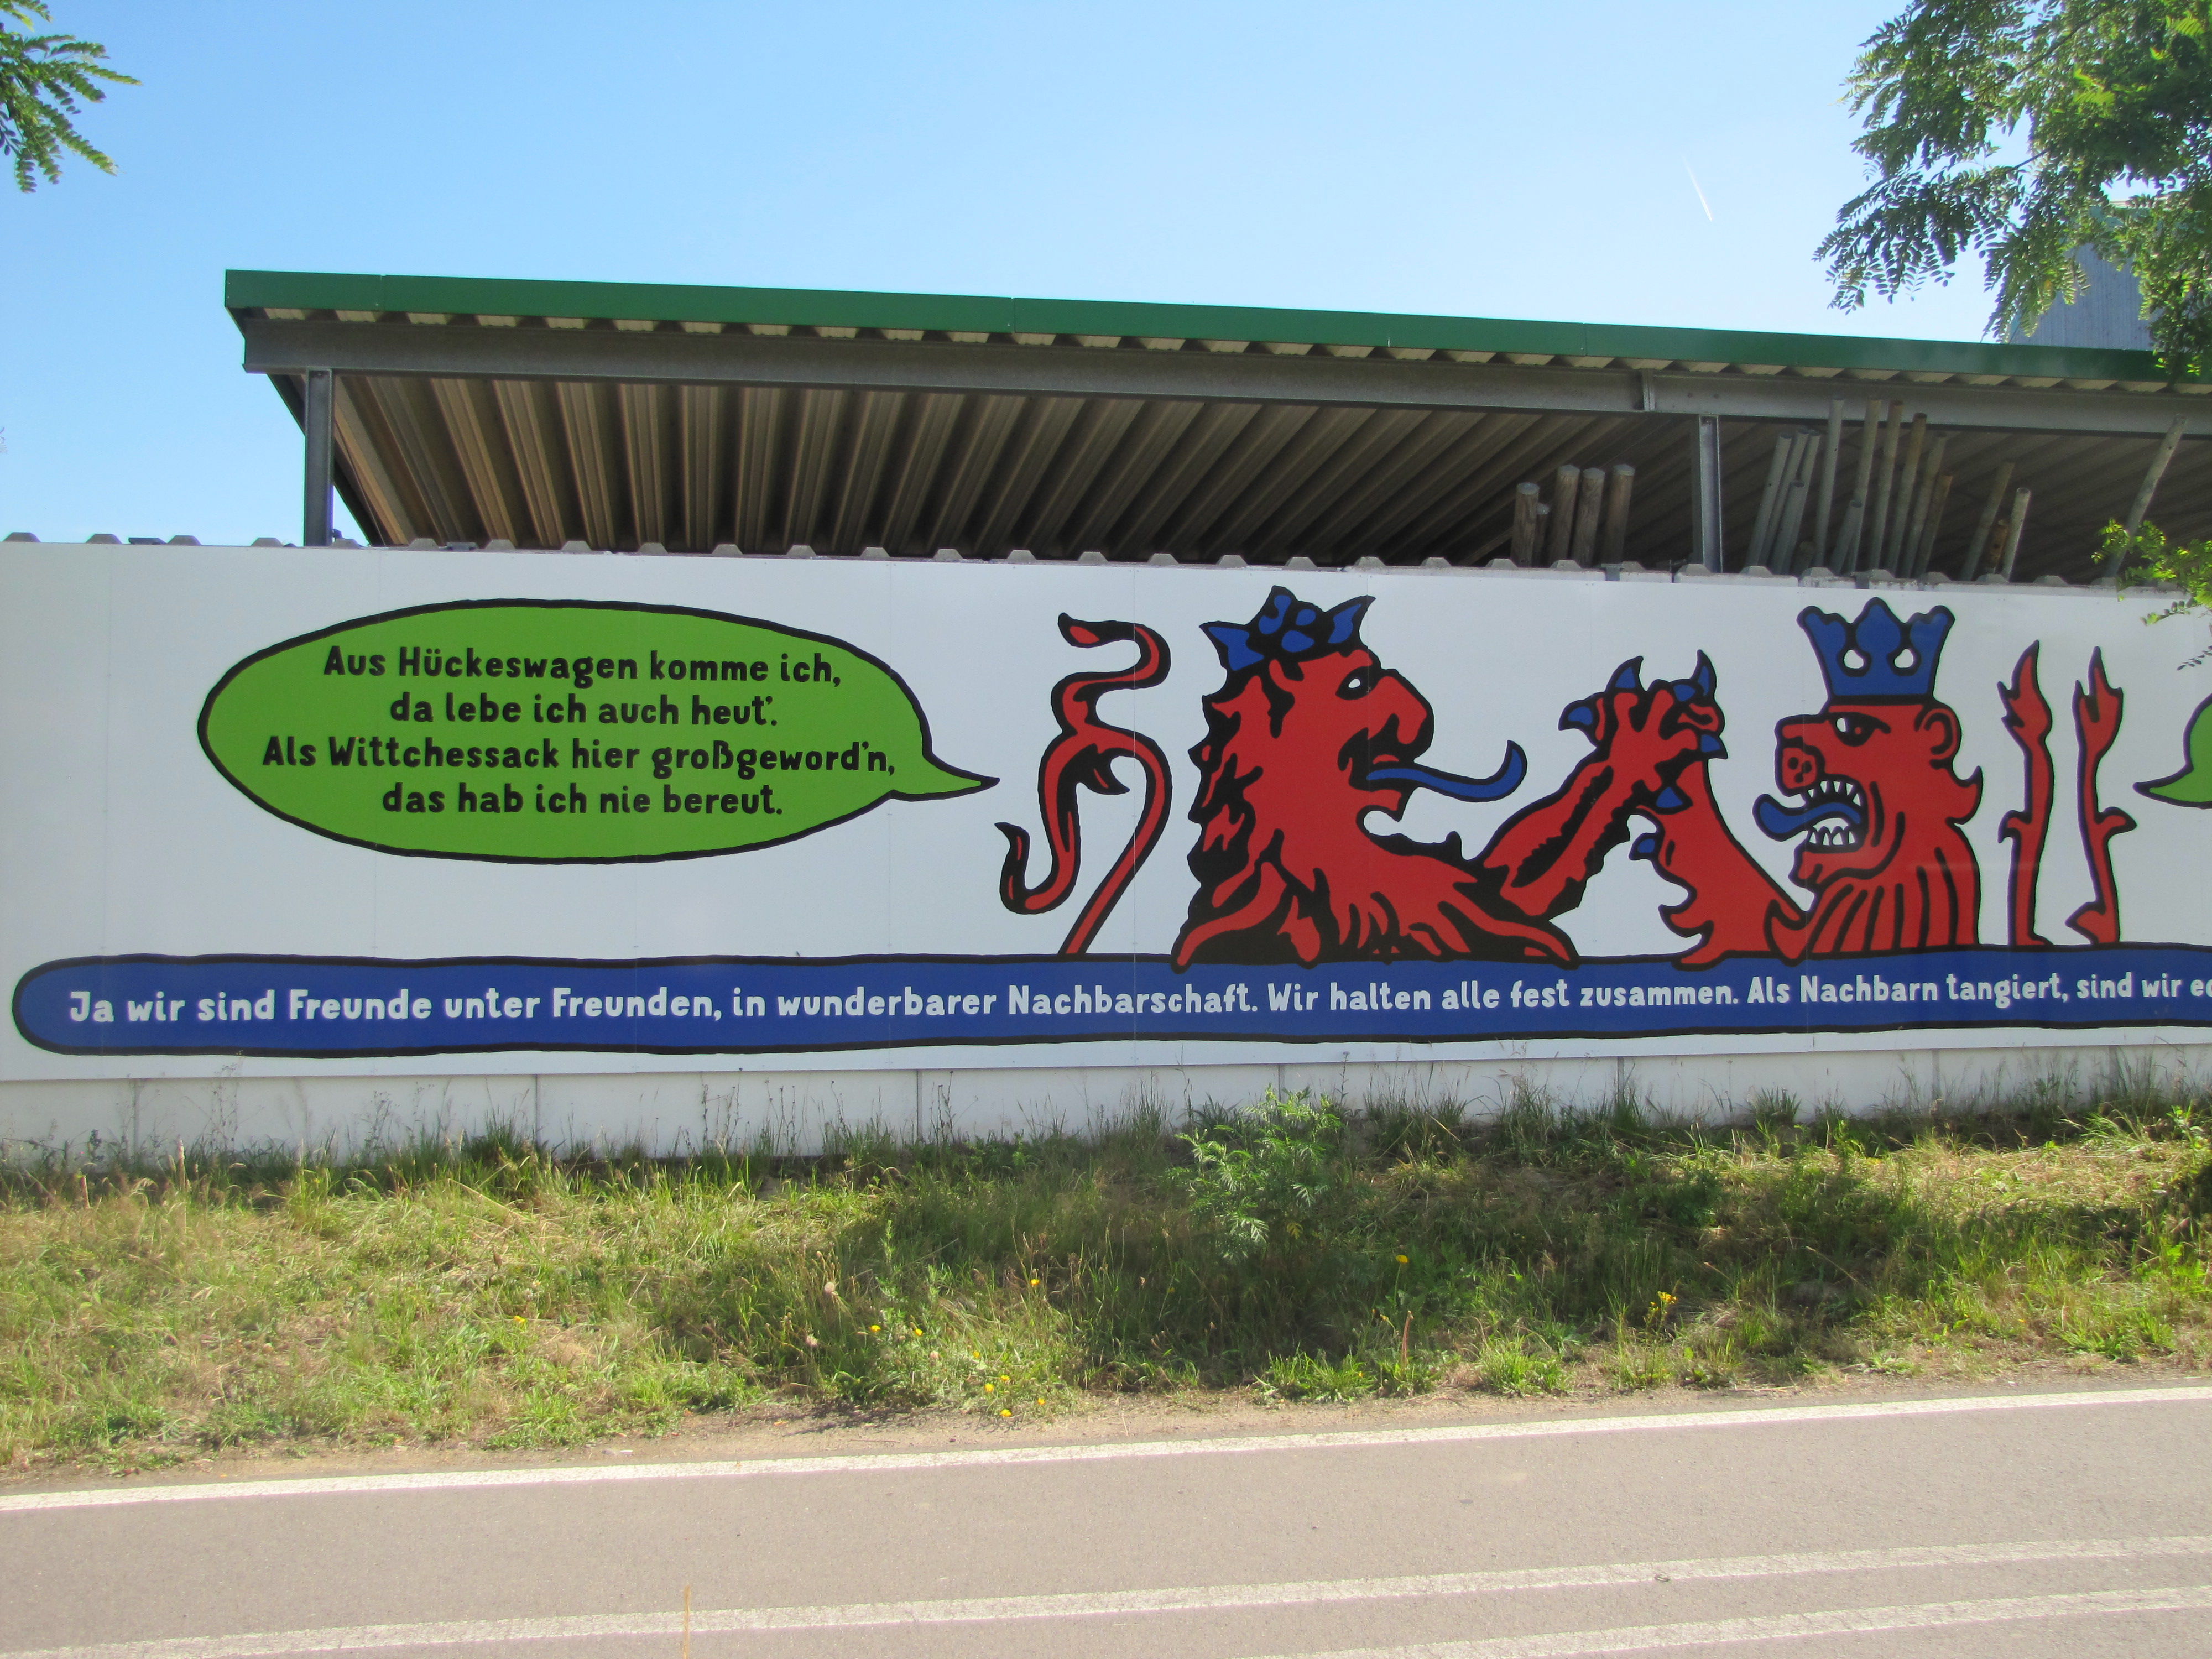 Aus Hückeswagen komme ich,
da lebe ich auch heut'.
Als Wittchessack hier großgeword'n,
das hab ich nie bereut.
Ja wir sind Freunde unter Freunden, in wunderbarer Nachbarschaft. Wir halten alle fest zusammen. Als Nachbarn tangiert, sind wir